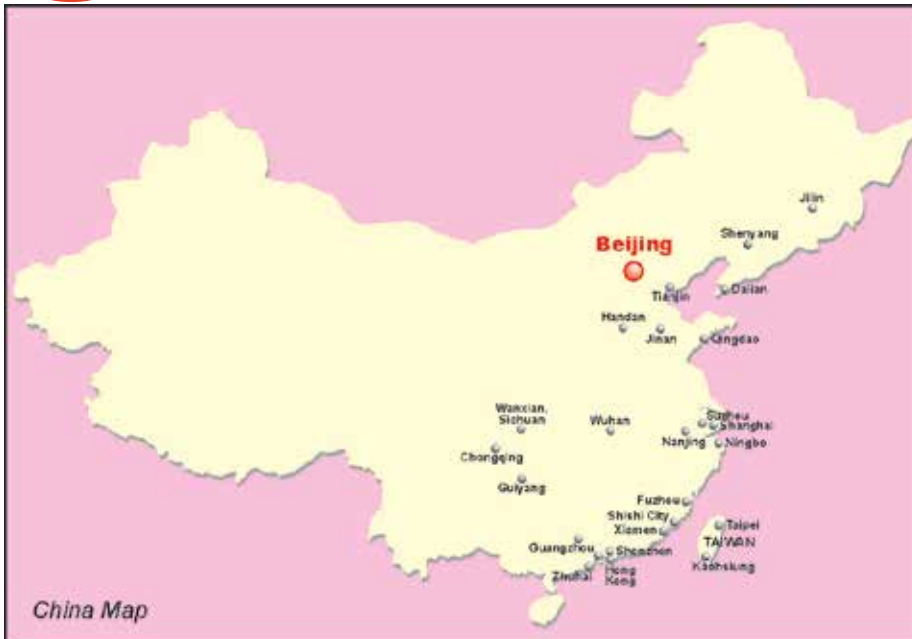 Jilin
Shenyang
Beijing
Tianjin
Dalian
Handan
Jinan
Qingdao
Wanxian,
Sichuan
Wuhan
Suzhou
Shanghai
Nanjing
Ningbo
Chongqing
Guiyang
Fuzhou
Shishi City
Xiamen
Taipei
TAIWAN
Guangzhou
Shenzhen
Kaohsiung
Zhuhai
Hong
Kong
China Map